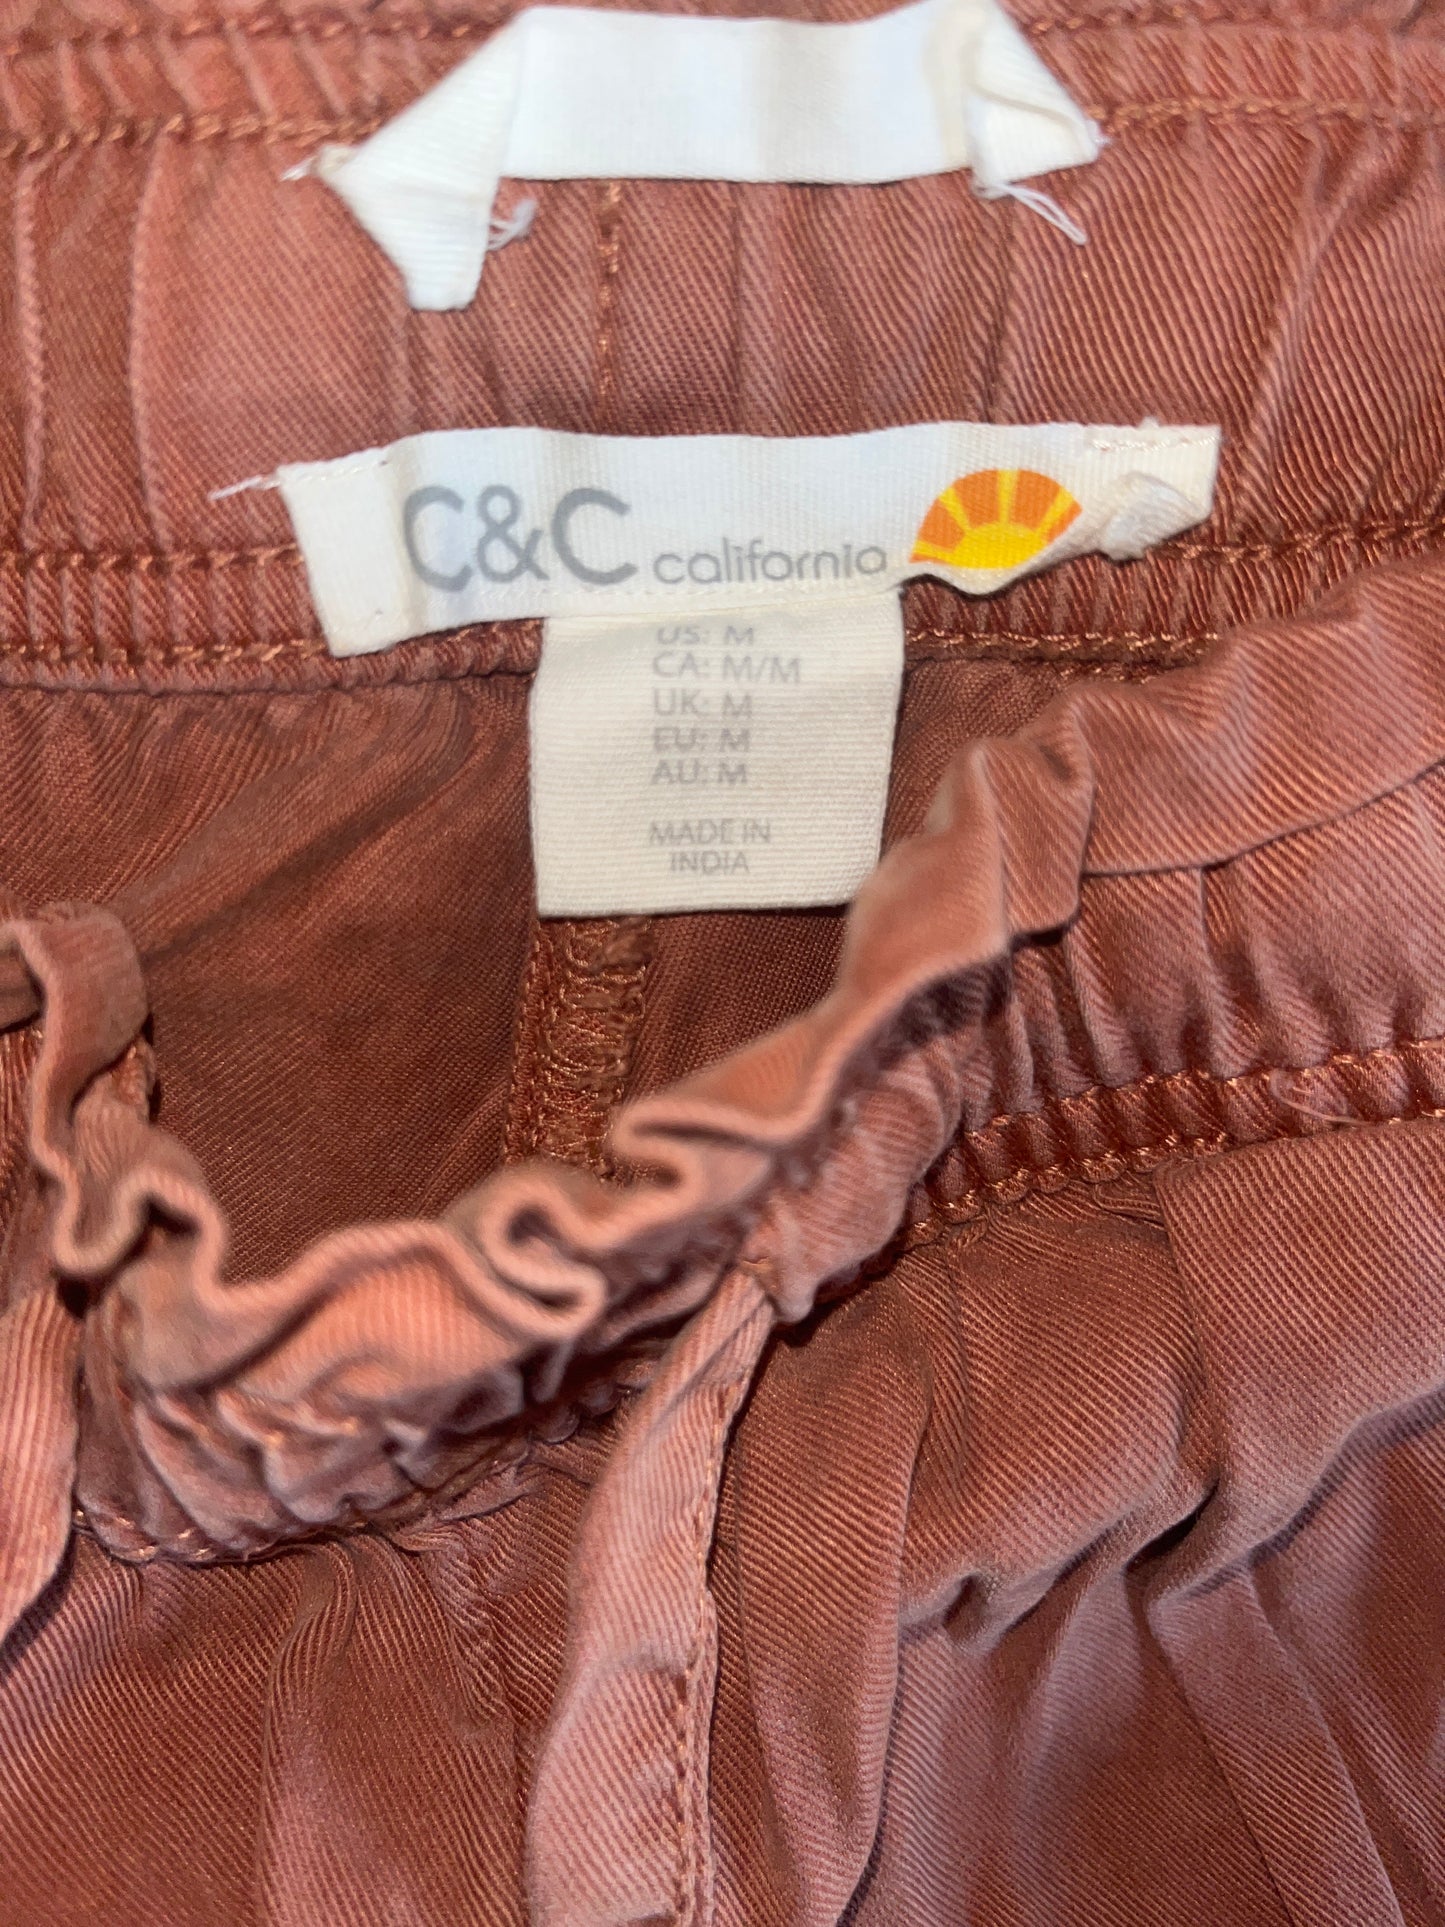 C&C california
US: M
CA: M/M
UK: M
EU: M
AU: M
MADE IN
INDIA